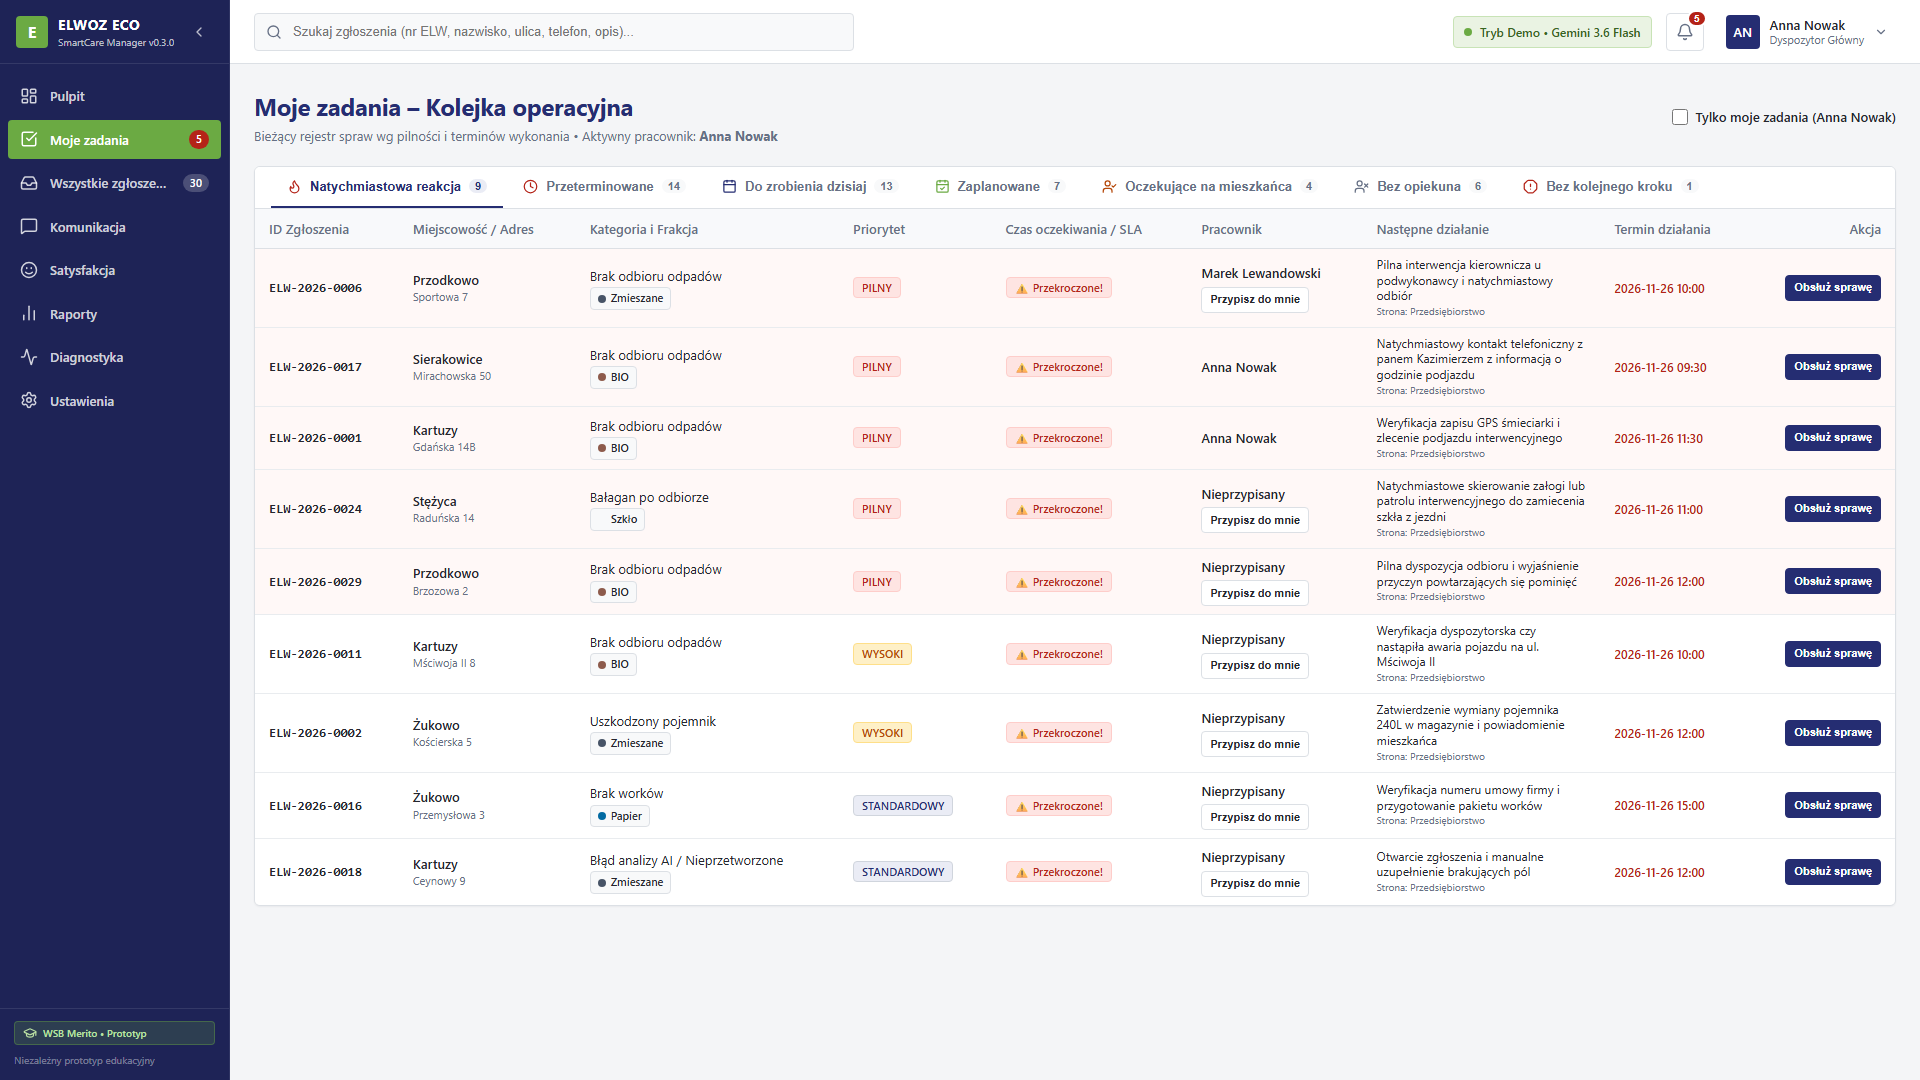 E
ELWOZ ECO
SmartCare Manager v0.3.0
Pulpit
Moje zadania 5
Wszystkie zgłosze... 30
Komunikacja
Satysfakcja
Raporty
Diagnostyka
Ustawienia
WSB Merito • Prototyp
Niezależny prototyp edukacyjny
Szukaj zgłoszenia (nr ELW, nazwisko, ulica, telefon, opis)...
Tryb Demo • Gemini 3.6 Flash
5
AN
Anna Nowak
Dyspozytor Główny
Moje zadania – Kolejka operacyjna
Bieżący rejestr spraw wg pilności i terminów wykonania • Aktywny pracownik: Anna Nowak
Tylko moje zadania (Anna Nowak)
Natychmiastowa reakcja 9 Przeterminowane 14 Do zrobienia dzisiaj 13 Zaplanowane 7 Oczekujące na mieszkańca 4 Bez opiekuna 6 Bez kolejnego kroku 1
ID Zgłoszenia Miejscowość / Adres Kategoria i Frakcja Priorytet Czas oczekiwania / SLA Pracownik Następne działanie Termin działania Akcja
ELW-2026-0006
Przodkowo
Sportowa 7
Brak odbioru odpadów
Zmieszane
PILNY
Przekroczone!
Marek Lewandowski
Przypisz do mnie
Pilna interwencja kierownicza u
podwykonawcy i natychmiastowy
odbiór
Strona: Przedsiębiorstwo
2026-11-26 10:00
Obsłuż sprawę
ELW-2026-0017
Sierakowice
Mirachowska 50
Brak odbioru odpadów
BIO
PILNY
Przekroczone!
Anna Nowak
Natychmiastowy kontakt telefoniczny z
panem Kazimierzem z informacją o
godzinie podjazdu
Strona: Przedsiębiorstwo
2026-11-26 09:30
Obsłuż sprawę
ELW-2026-0001
Kartuzy
Gdańska 14B
Brak odbioru odpadów
BIO
PILNY
Przekroczone!
Anna Nowak
Weryfikacja zapisu GPS śmieciarki i
zlecenie podjazdu interwencyjnego
Strona: Przedsiębiorstwo
2026-11-26 11:30
Obsłuż sprawę
ELW-2026-0024
Stężyca
Raduńska 14
Bałagan po odbiorze
Szkło
PILNY
Przekroczone!
Nieprzypisany
Przypisz do mnie
Natychmiastowe skierowanie załogi lub
patrolu interwencyjnego do zamiecenia
szkła z jezdni
Strona: Przedsiębiorstwo
2026-11-26 11:00
Obsłuż sprawę
ELW-2026-0029
Przodkowo
Brzozowa 2
Brak odbioru odpadów
BIO
PILNY
Przekroczone!
Nieprzypisany
Przypisz do mnie
Pilna dyspozycja odbioru i wyjaśnienie
przyczyn powtarzających się pominięć
Strona: Przedsiębiorstwo
2026-11-26 12:00
Obsłuż sprawę
ELW-2026-0011
Kartuzy
Mściwoja II 8
Brak odbioru odpadów
BIO
WYSOKI
Przekroczone!
Nieprzypisany
Przypisz do mnie
Weryfikacja dyspozytorska czy
nastąpiła awaria pojazdu na ul.
Mściwoja II
Strona: Przedsiębiorstwo
2026-11-26 10:00
Obsłuż sprawę
ELW-2026-0002
Żukowo
Kościerska 5
Uszkodzony pojemnik
Zmieszane
WYSOKI
Przekroczone!
Nieprzypisany
Przypisz do mnie
Zatwierdzenie wymiany pojemnika
240L w magazynie i powiadomienie
mieszkańca
Strona: Przedsiębiorstwo
2026-11-26 12:00
Obsłuż sprawę
ELW-2026-0016
Żukowo
Przemysłowa 3
Brak worków
Papier
STANDARDOWY
Przekroczone!
Nieprzypisany
Przypisz do mnie
Weryfikacja numeru umowy firmy i
przygotowanie pakietu worków
Strona: Przedsiębiorstwo
2026-11-26 15:00
Obsłuż sprawę
ELW-2026-0018
Kartuzy
Ceynowy 9
Błąd analizy AI / Nieprzetworzone
Zmieszane
STANDARDOWY
Przekroczone!
Nieprzypisany
Przypisz do mnie
Otwarcie zgłoszenia i manualne
uzupełnienie brakujących pól
Strona: Przedsiębiorstwo
2026-11-26 12:00
Obsłuż sprawę